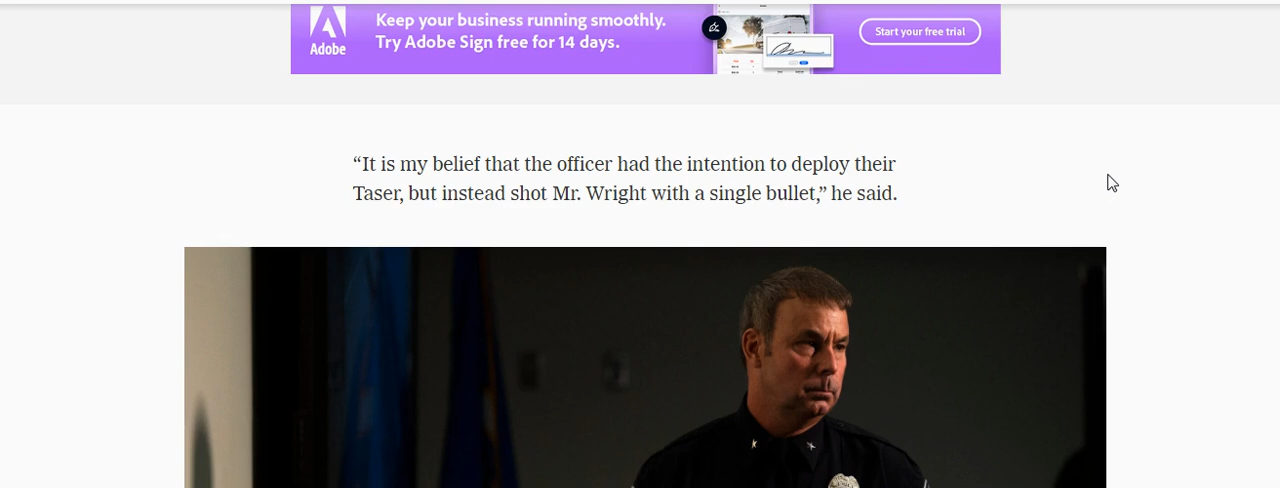 Adobe
Keep your business running smoothly.
Try Adobe Sign free for 14 days.
Start your free trial
“It is my belief that the officer had the intention to deploy their
Taser, but instead shot Mr. Wright with a single bullet,” he said.